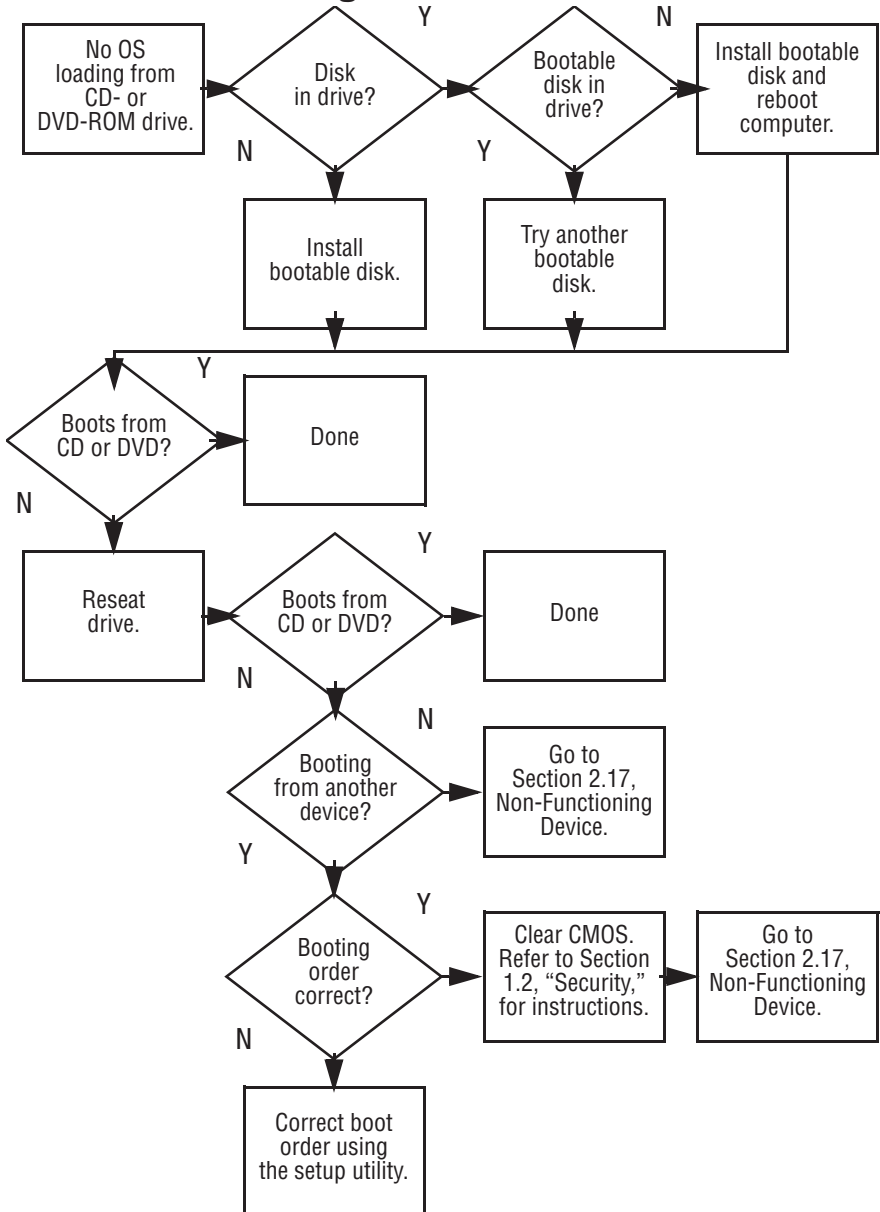 No OS
loading from
CD- or
DVD-ROM drive.
Disk
in drive?
Y
Bootable
disk in
drive?
N
Install bootable
disk and
reboot
computer.
N
Y
Install
bootable disk.
Try another
bootable
disk.
Boots from
CD or DVD?
Y
Done
N
Reseat
drive.
Boots from
CD or DVD?
Y
Done
N
Booting
from another
device?
N
Go to
Section 2.17,
Non-Functioning
Device.
Y
Booting
order
correct?
Y
Clear CMOS.
Refer to Section
1.2, “Security,”
for instructions.
Go to
Section 2.17,
Non-Functioning
Device.
N
Correct boot
order using
the setup utility.